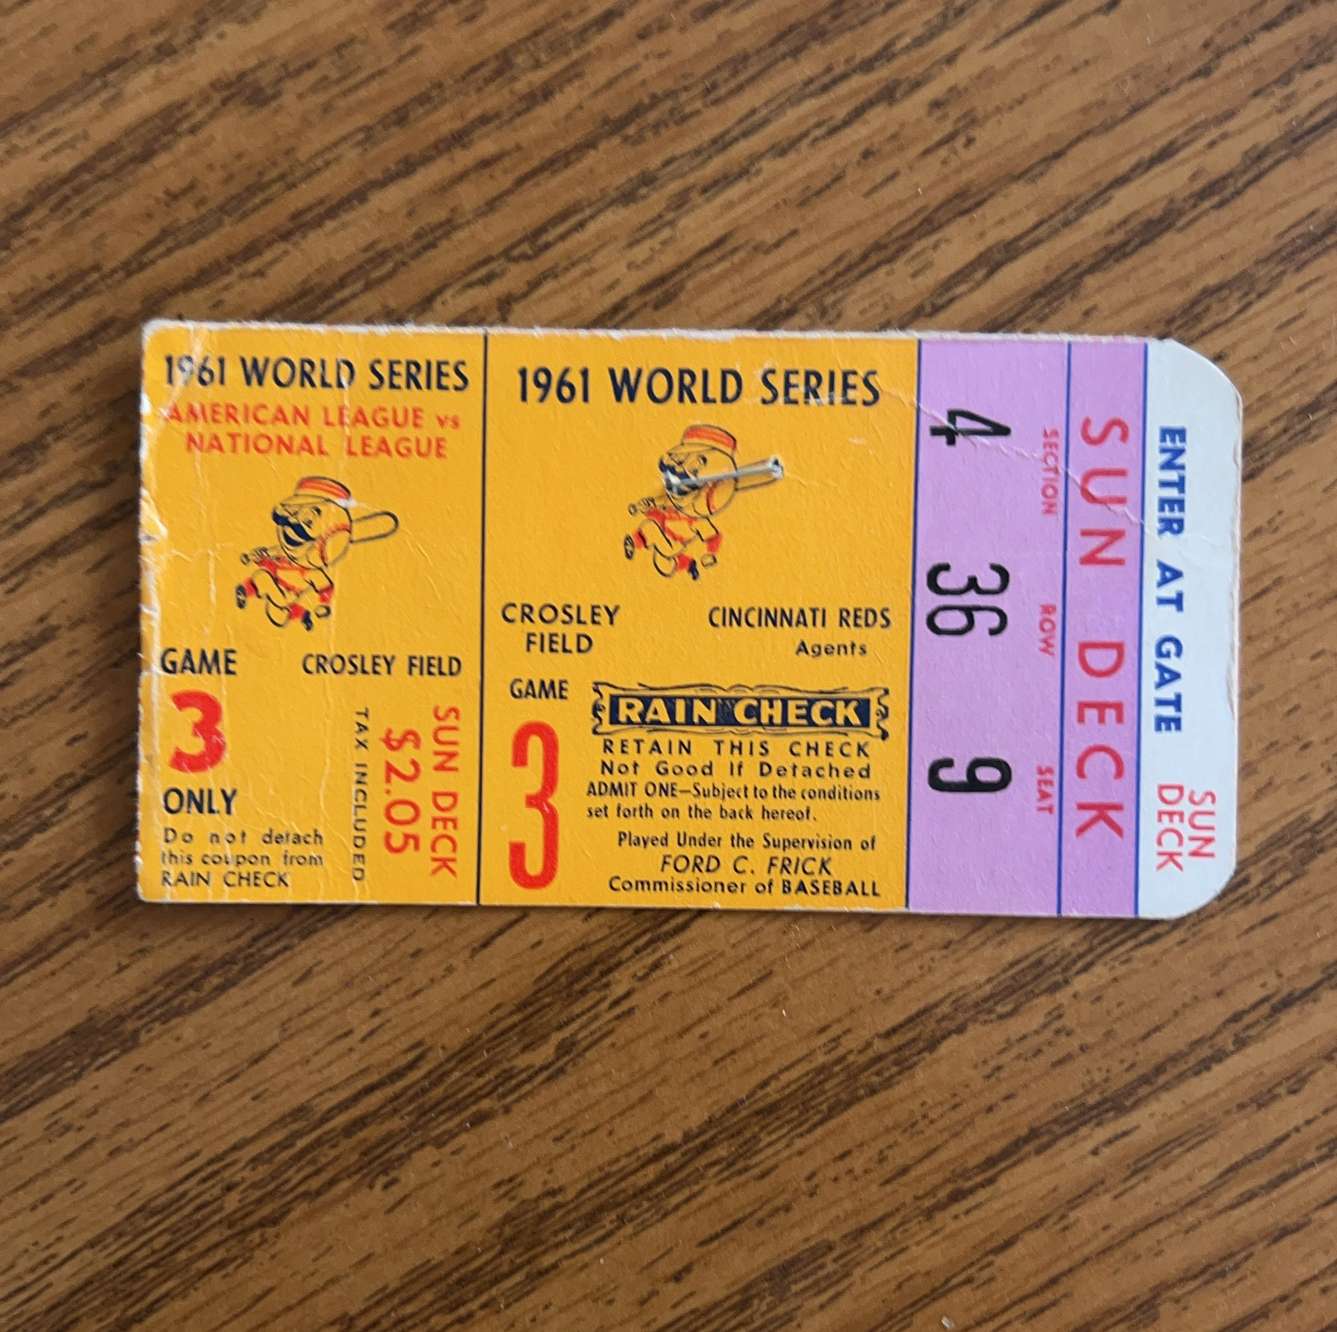 1961 WORLD SERIES
AMERICAN LEAGUE vs
NATIONAL LEAGUE
GAME
3
ONLY
CROSLEY FIELD
Do not detach
this coupon from
RAIN CHECK
SUN DECK
$2.05
TAX INCLUDED
1961 WORLD SERIES
CROSLEY
FIELD
CINCINNATI REDS
Agents
GAME
3
RAIN CHECK
RETAIN THIS CHECK
Not Good If Detached
ADMIT ONE—Subject to the conditions
set forth on the back hereof.
Played Under the Supervision of
FORD C. FRICK
Commissioner of BASEBALL
SECTION ROW SEAT
4 36 9
SUN DECK
ENTER AT GATE
SUN
DECK